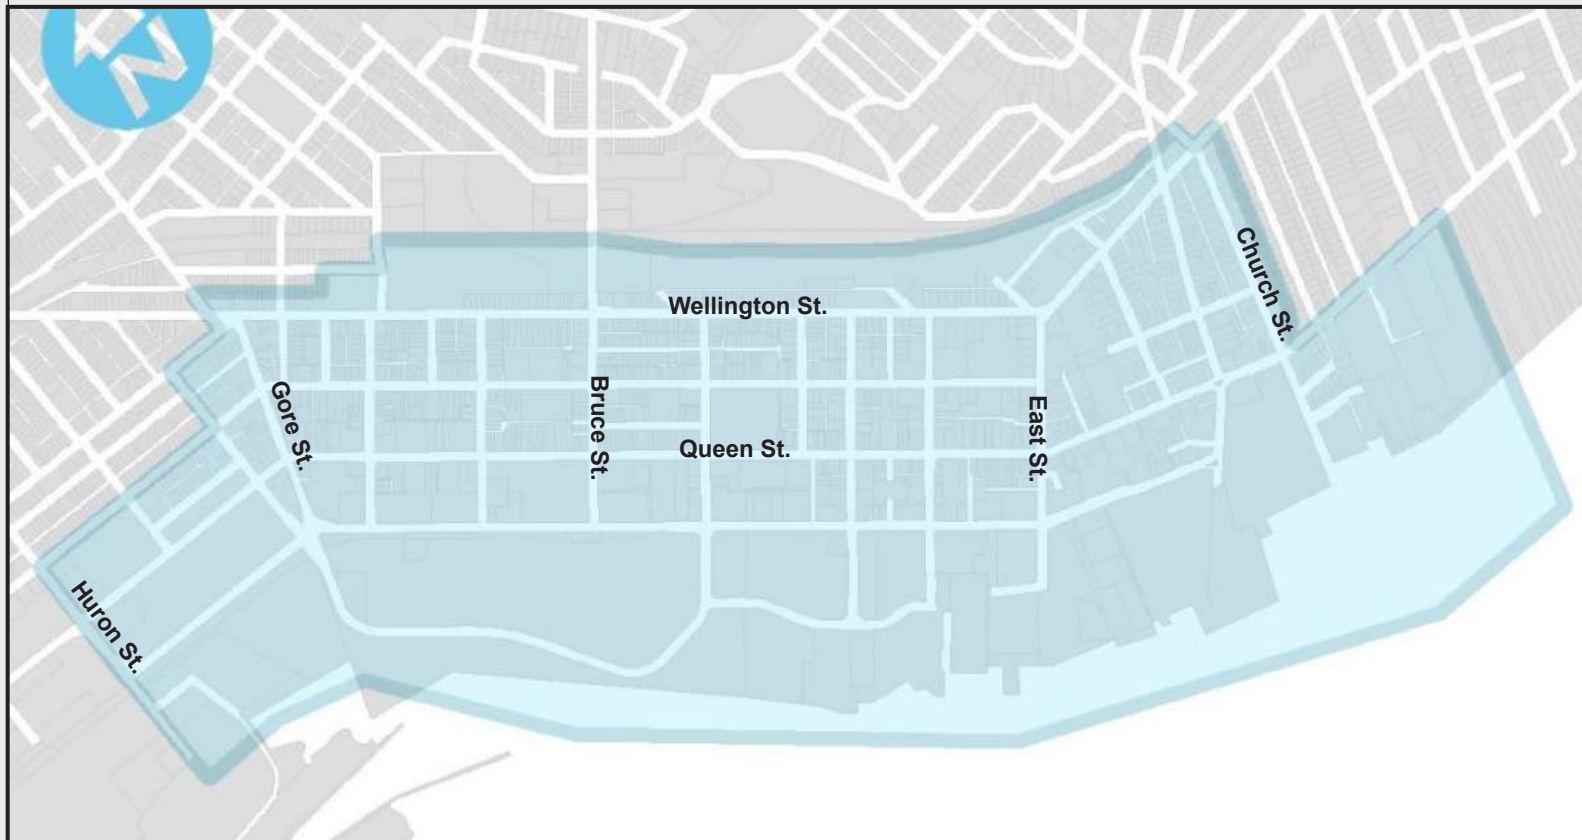 N
Wellington St.
Church St.
Gore St.
Bruce St.
Queen St.
East St.
Huron St.